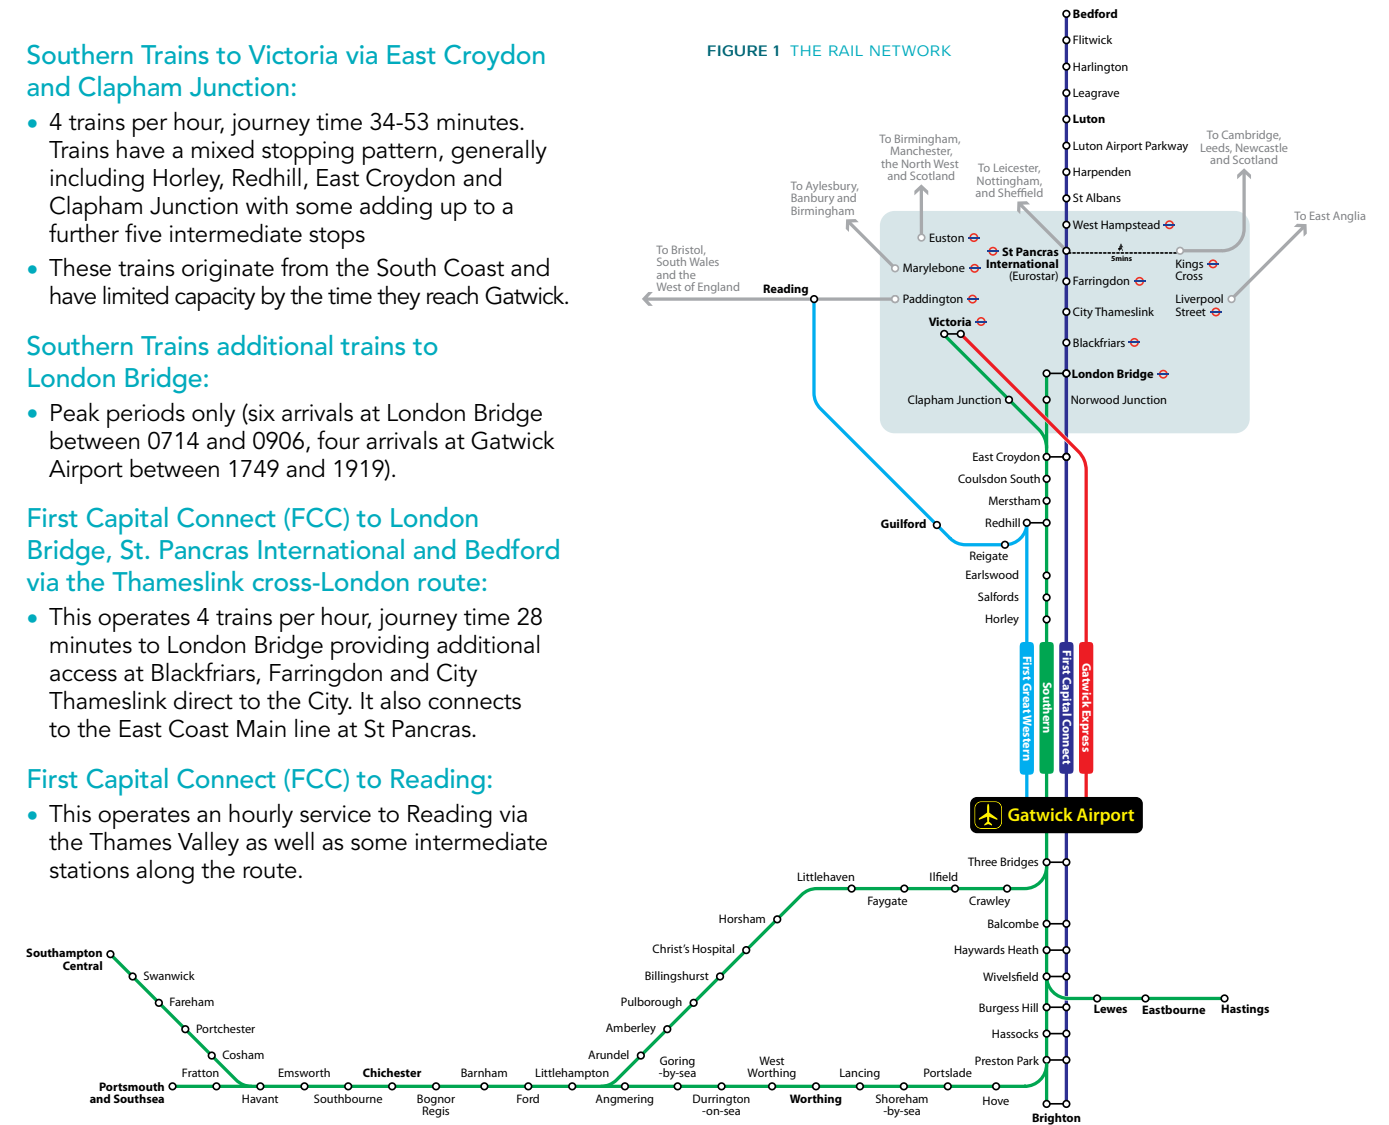 Southern Trains to Victoria via East Croydon
and Clapham Junction:
• 4 trains per hour, journey time 34-53 minutes.
Trains have a mixed stopping pattern, generally
including Horley, Redhill, East Croydon and
Clapham Junction with some adding up to a
further five intermediate stops
• These trains originate from the South Coast and
have limited capacity by the time they reach Gatwick.
Southern Trains additional trains to
London Bridge:
• Peak periods only (six arrivals at London Bridge
between 0714 and 0906, four arrivals at Gatwick
Airport between 1749 and 1919).
First Capital Connect (FCC) to London
Bridge, St. Pancras International and Bedford
via the Thameslink cross-London route:
• This operates 4 trains per hour, journey time 28
minutes to London Bridge providing additional
access at Blackfriars, Farringdon and City
Thameslink direct to the City. It also connects
to the East Coast Main line at St Pancras.
First Capital Connect (FCC) to Reading:
• This operates an hourly service to Reading via
the Thames Valley as well as some intermediate
stations along the route.
FIGURE 1 THE RAIL NETWORK
Bedford
Flitwick
Harlington
Leagrave
Luton
Luton Airport Parkway
Harpenden
St Albans
West Hampstead
To Birmingham,
Manchester,
the North West
and Scotland
To Leicester,
Nottingham,
and Sheffield
To Cambridge,
Leeds, Newcastle
and Scotland
To Aylesbury,
Banbury and
Birmingham
To East Anglia
To Bristol,
South Wales
and the
West of England
Reading
Euston
Marylebone
Paddington
Victoria
St Pancras
International
(Eurostar)
5mins
Kings
Cross
Farringdon
Liverpool
Street
City Thameslink
Blackfriars
London Bridge
Clapham Junction
Norwood Junction
East Croydon
Coulsdon South
Merstham
Redhill
Guilford
Reigate
Earlswood
Salfords
Horley
First Great Western
Southern
First Capital Connect
Gatwick Express
Gatwick Airport
Three Bridges
Littlehaven
Ilfield
Faygate
Crawley
Horsham
Balcombe
Christ's Hospital
Haywards Heath
Billingshurst
Wivelsfield
Pulborough
Burgess Hill
Lewes
Eastbourne
Hastings
Amberley
Hassocks
Arundel
Preston Park
Southampton
Central
Swanwick
Fareham
Portchester
Cosham
Portsmouth
and Southsea
Fratton
Havant
Emsworth
Southbourne
Chichester
Bognor
Regis
Barnham
Ford
Littlehampton
Angmering
Goring
-by-sea
Durrington
-on-sea
West
Worthing
Worthing
Lancing
Shoreham
-by-sea
Portslade
Hove
Brighton